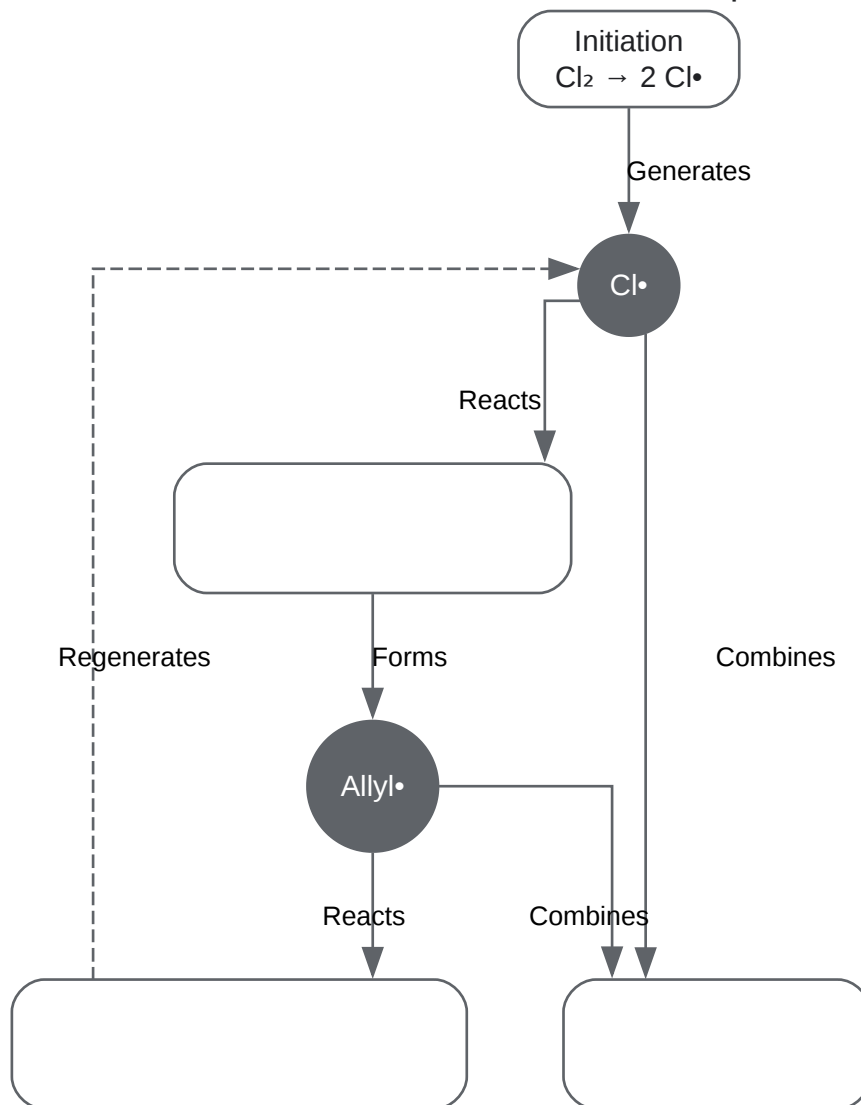 Initiation
Cl₂ → 2 Cl•
Generates
Cl•
Reacts
Regenerates
Forms
Combines
Allyl•
Reacts
Combines